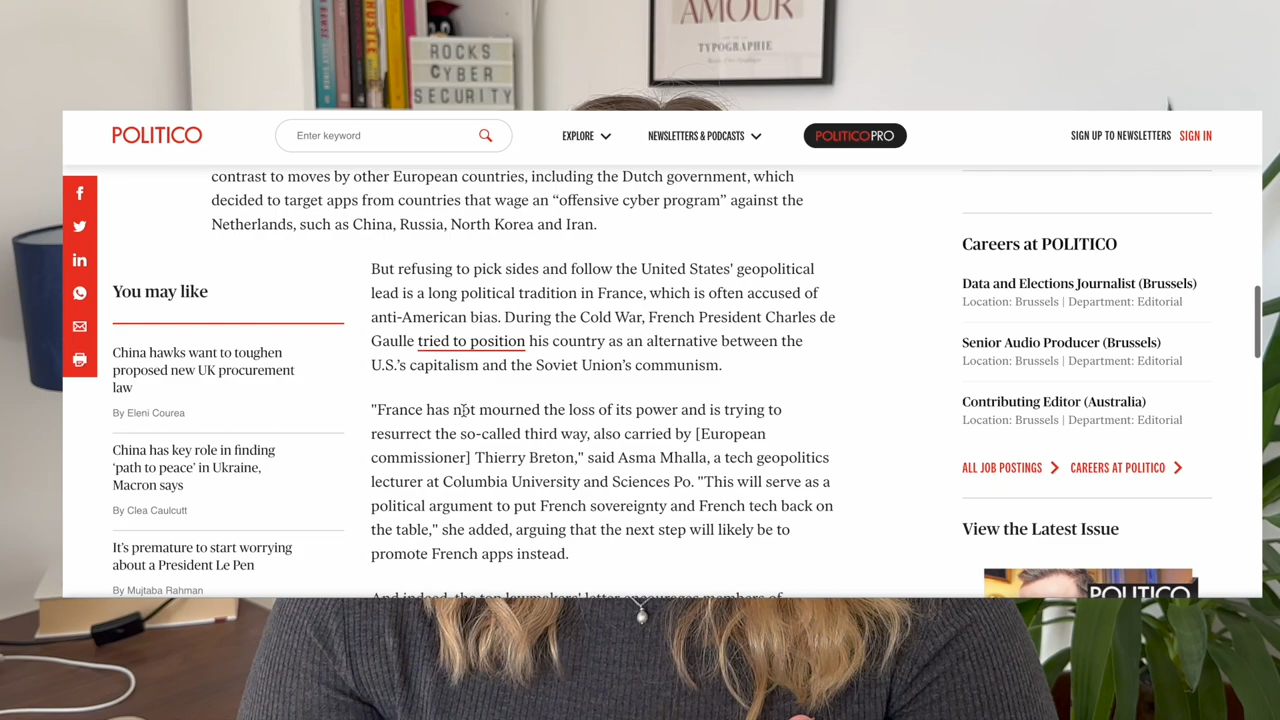 AMOUR
TYPOGRAPHIE
ROCKS
CYBER
SECURITY
POLITICO
Enter keyword
EXPLORE
NEWSLETTERS & PODCASTS
POLITICOPRO
SIGN UP TO NEWSLETTERS
SIGN IN
contrast to moves by other European countries, including the Dutch government, which
decided to target apps from countries that wage an “offensive cyber program” against the
Netherlands, such as China, Russia, North Korea and Iran.
You may like
China hawks want to toughen
proposed new UK procurement
law
By Eleni Courea
China has key role in finding
‘path to peace’ in Ukraine,
Macron says
By Clea Caulcutt
It’s premature to start worrying
about a President Le Pen
By Mujtaba Rahman
But refusing to pick sides and follow the United States' geopolitical
lead is a long political tradition in France, which is often accused of
anti-American bias. During the Cold War, French President Charles de
Gaulle tried to position his country as an alternative between the
U.S.’s capitalism and the Soviet Union’s communism.
"France has not mourned the loss of its power and is trying to
resurrect the so-called third way, also carried by [European
commissioner] Thierry Breton," said Asma Mhalla, a tech geopolitics
lecturer at Columbia University and Sciences Po. "This will serve as a
political argument to put French sovereignty and French tech back on
the table," she added, arguing that the next step will likely be to
promote French apps instead.
And indeed, the top lawmakers' letter encourages members of
Careers at POLITICO
Data and Elections Journalist (Brussels)
Location: Brussels | Department: Editorial
Senior Audio Producer (Brussels)
Location: Brussels | Department: Editorial
Contributing Editor (Australia)
Location: Brussels | Department: Editorial
ALL JOB POSTINGS
CAREERS AT POLITICO
View the Latest Issue
POLITICO